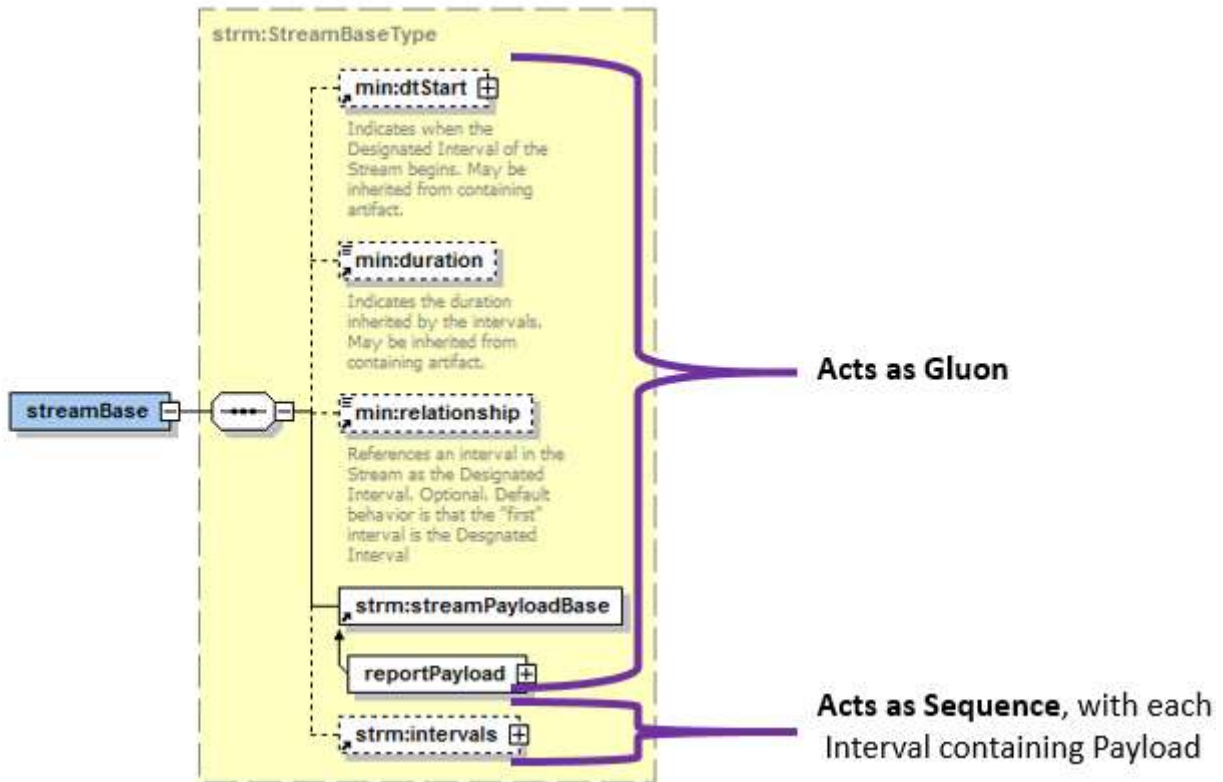 strm:StreamBaseType
min:dtStart
Indicates when the
Designated Interval of the
Stream begins. May be
inherited from containing
artifact.
min:duration
Indicates the duration
inherited by the intervals.
May be inherited from
containing artifact.
Acts as Gluon
streamBase
min:relationship
References an interval in the
Stream as the Designated
Interval. Optional. Default
behavior is that the "first"
interval is the Desgnated
Interval
strm:streamPayloadBase
reportPayload
strm:intervals
Acts as Sequence, with each
Interval containing Payload